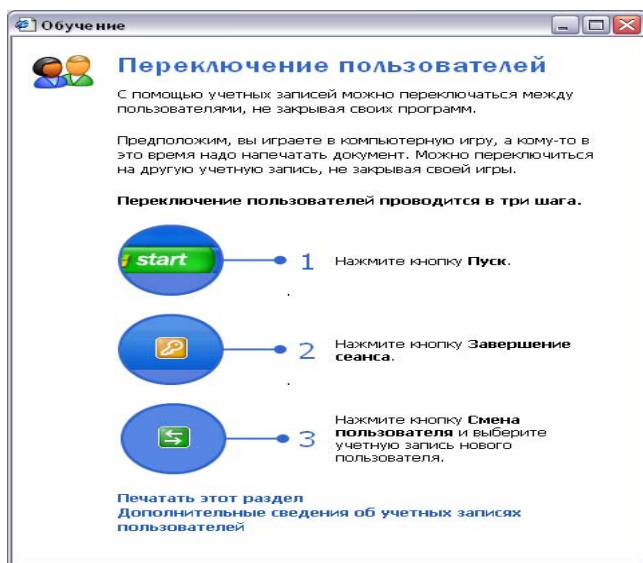 Обучение
Переключение пользователей
С помощью учетных записей можно переключаться между
пользователями, не закрывая своих программ.
Предположим, вы играете в компьютерную игру, а кому-то в
это время надо напечатать документ. Можно переключиться
на другую учетную запись, не закрывая своей игры.
Переключение пользователей проводится в три шага.
start
1
Нажмите кнопку Пуск.
.
2
Нажмите кнопку Завершение
сеанса.
.
3
Нажмите кнопку Смена
пользователя и выберите
учетную запись нового
пользователя.
Печатать этот раздел
Дополнительные сведения об учетных записях
пользователей